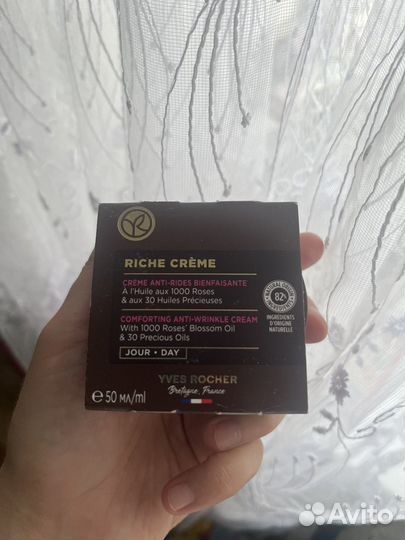 RICHE CRÈME
CRÈME ANTI-RIDES BIENFAISANTE
À l'Huile aux 1000 Roses
& aux 30 Huiles Précieuses
COMFORTING ANTI-WRINKLE CREAM
With 1000 Roses' Blossom Oil
& 30 Precious Oils
JOUR • DAY
82%
INGRÉDIENTS
D'ORIGINE
NATURELLE
YVES ROCHER
Bretagne, France
℮ 50 мл/ml
Avito